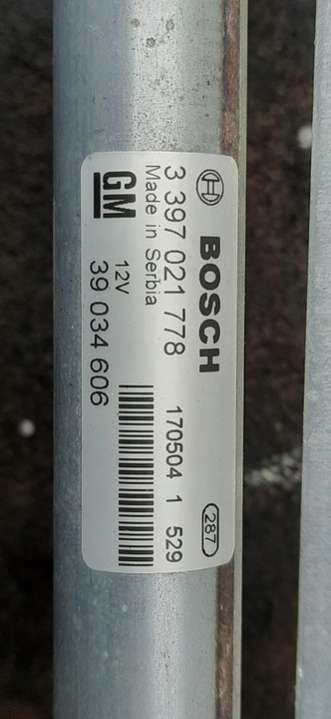 BOSCH
287
3 397 021 778
170504 1 529
Made in Serbia
GM
12V
39 034 606